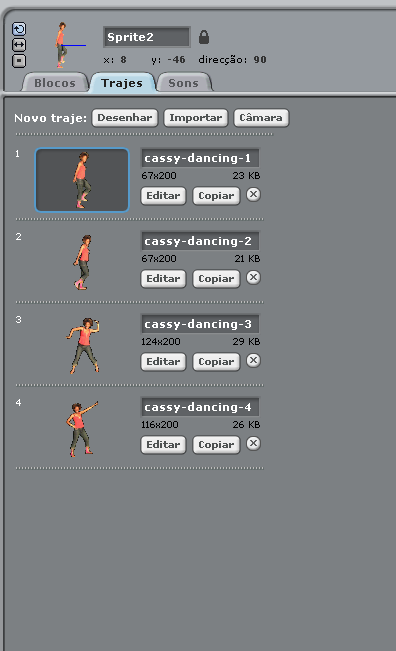 Sprite2
x: 8 y: -46 direcção: 90
Blocos Trajes Sons
Novo traje: Desenhar Importar Câmara
1
cassy-dancing-1
67x200 23 KB
Editar Copiar
2
cassy-dancing-2
67x200 21 KB
Editar Copiar
3
cassy-dancing-3
124x200 29 KB
Editar Copiar
4
cassy-dancing-4
116x200 26 KB
Editar Copiar